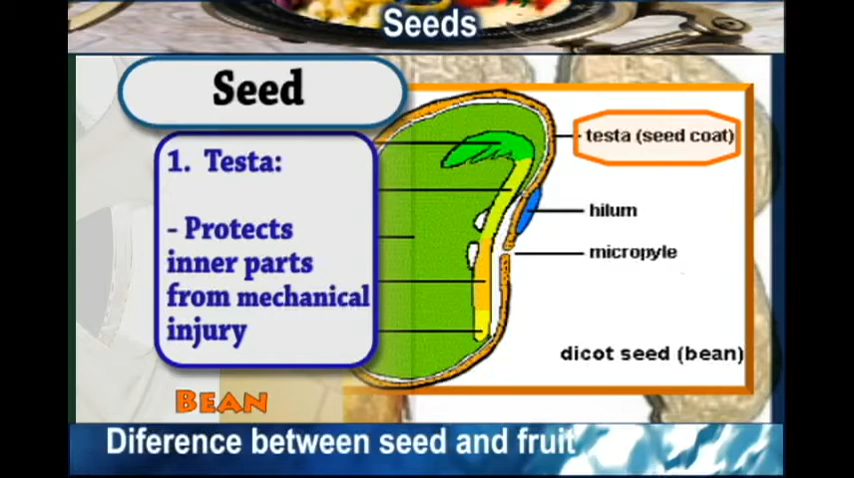 Seeds
Seed
1. Testa:
- Protects
inner parts
from mechanical
injury
testa (seed coat)
hilum
micropyle
dicot seed (bean)
BEAN
Diference between seed and fruit